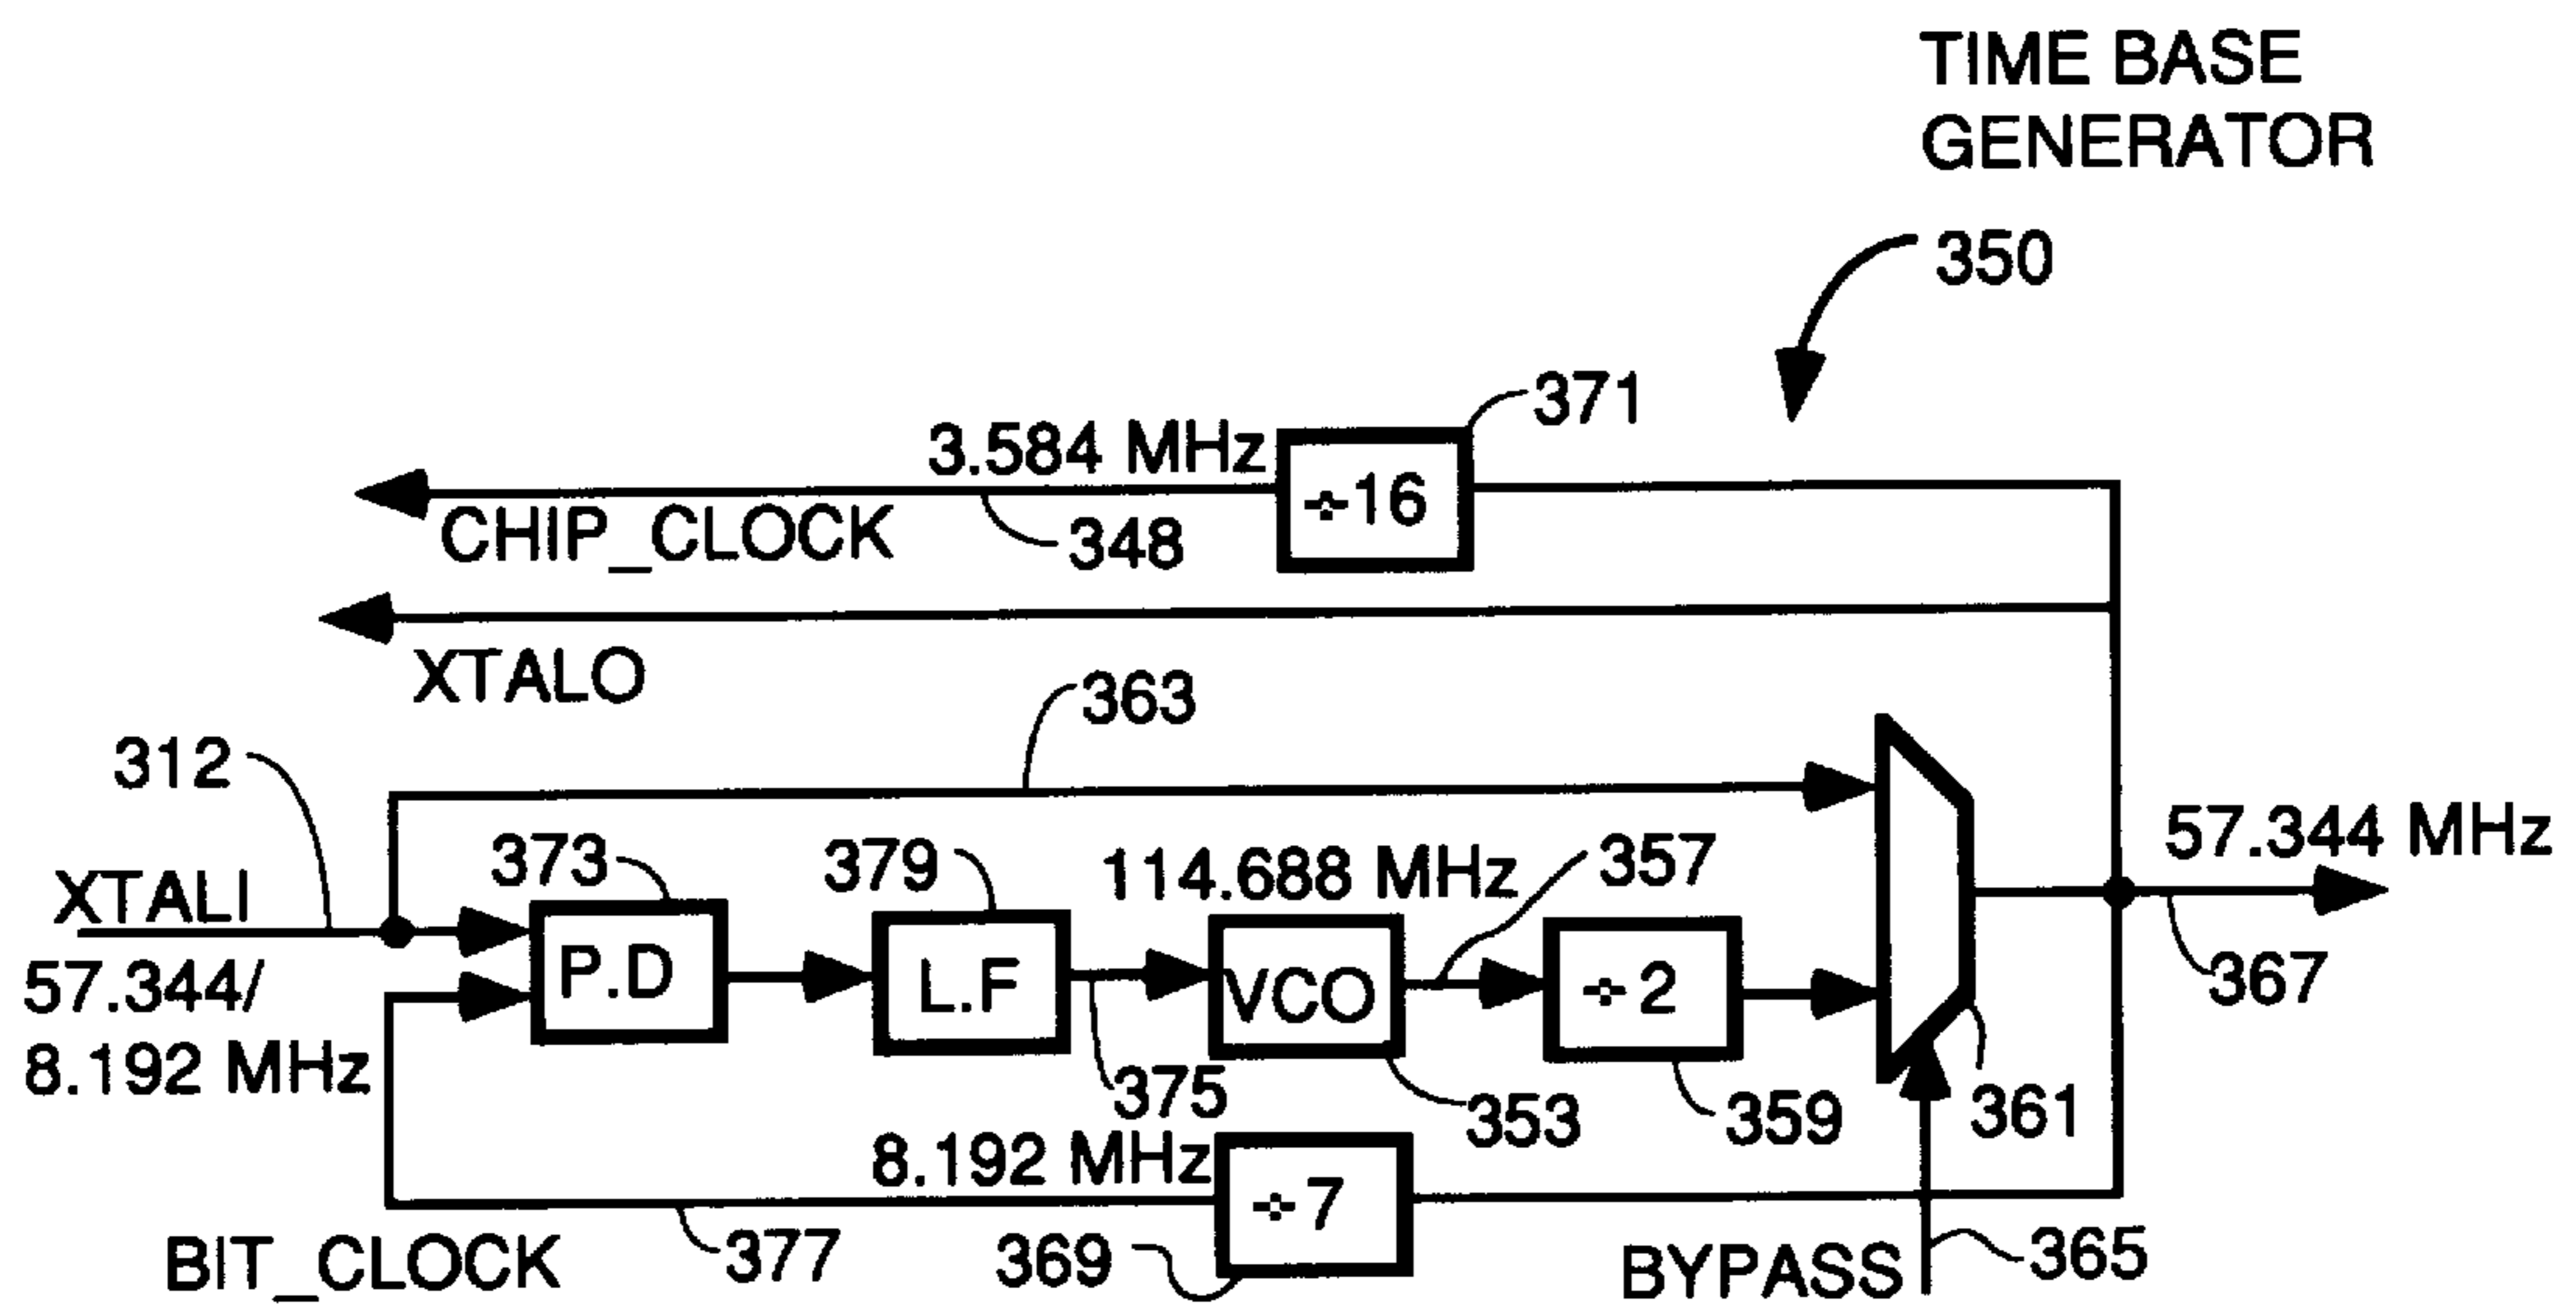 TIME BASE
GENERATOR
350
371
3.584 MHz
÷16
CHIP_CLOCK
348
XTALO
363
312
57.344 MHz
373
379
114.688 MHz
357
XTALI
P.D
L.F
VCO
÷2
367
57.344/
8.192 MHz
375
353
359
361
8.192 MHz
÷7
BIT_CLOCK
377
369
BYPASS
365